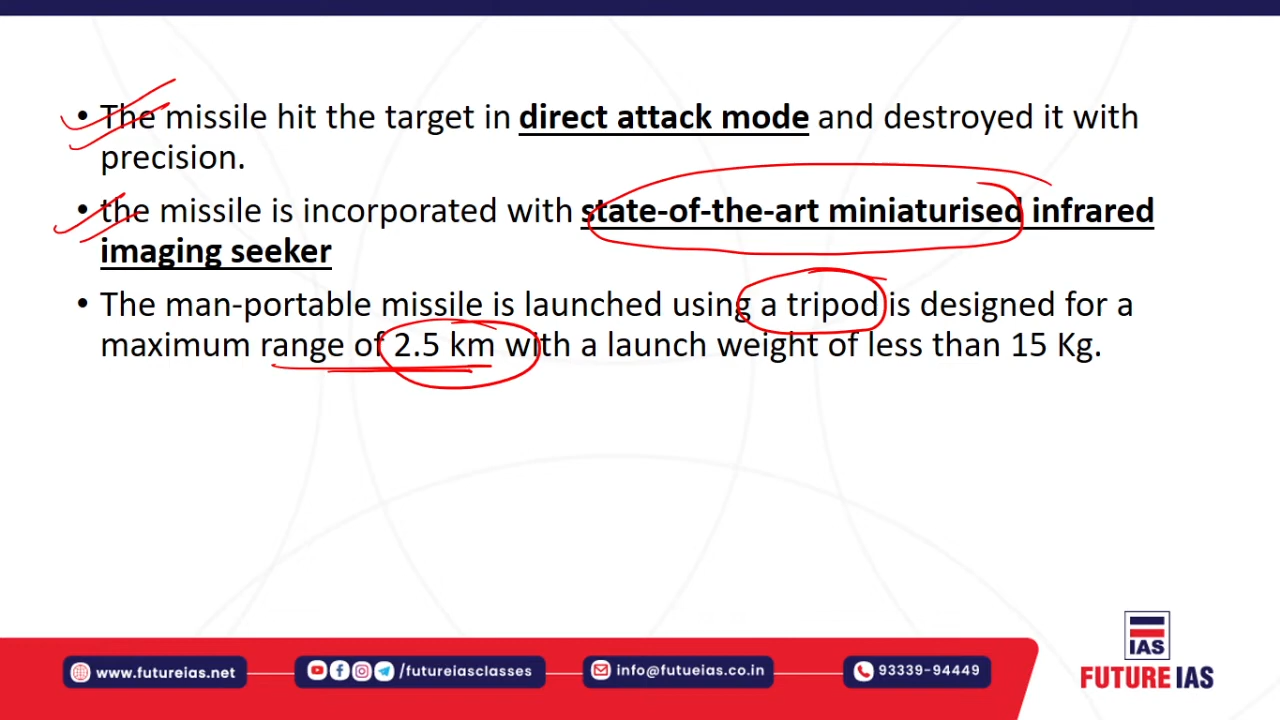 • The missile hit the target in direct attack mode and destroyed it with
precision.
• the missile is incorporated with state-of-the-art miniaturised infrared
imaging seeker
• The man-portable missile is launched using a tripod is designed for a
maximum range of 2.5 km with a launch weight of less than 15 Kg.
IAS
www.futureias.net
/futureiasclasses
info@futueias.co.in
93339-94449
FUTURE IAS